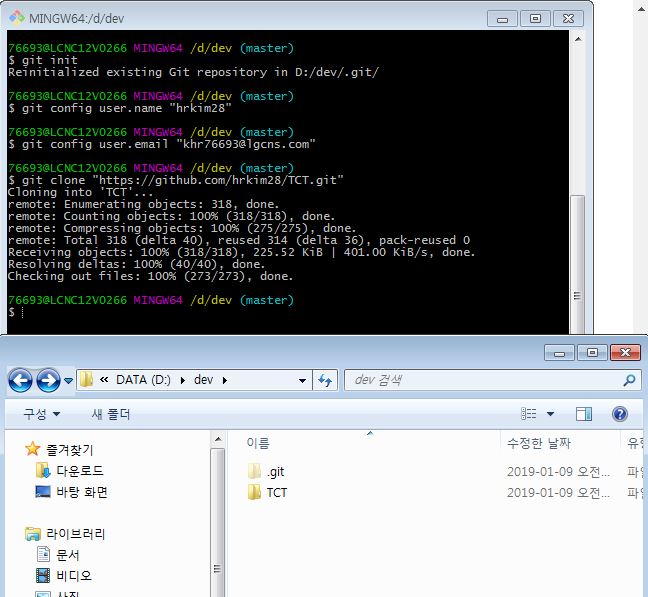 MINGW64:/d/dev
76693@LCNC12V0266 MINGW64 /d/dev (master)
$ git init
Reinitialized existing Git repository in D:/dev/.git/
76693@LCNC12V0266 MINGW64 /d/dev (master)
$ git config user.name "hrkim28"
76693@LCNC12V0266 MINGW64 /d/dev (master)
$ git config user.email "khr76693@lgcns.com"
76693@LCNC12V0266 MINGW64 /d/dev (master)
$ git clone "https://github.com/hrkim28/TCT.git"
Cloning into 'TCT'...
remote: Enumerating objects: 318, done.
remote: Counting objects: 100% (318/318), done.
remote: Compressing objects: 100% (275/275), done.
remote: Total 318 (delta 40), reused 314 (delta 36), pack-reused 0
Receiving objects: 100% (318/318), 225.52 KiB | 401.00 KiB/s, done.
Resolving deltas: 100% (40/40), done.
Checking out files: 100% (273/273), done.
76693@LCNC12V0266 MINGW64 /d/dev (master)
$
« DATA (D:) ▸ dev ▸ dev 검색
구성 새 폴더
즐겨찾기
다운로드
바탕 화면
라이브러리
문서
비디오
사진
이름 수정한 날짜 유형
.git 2019-01-09 오전... 파일
TCT 2019-01-09 오전... 파일